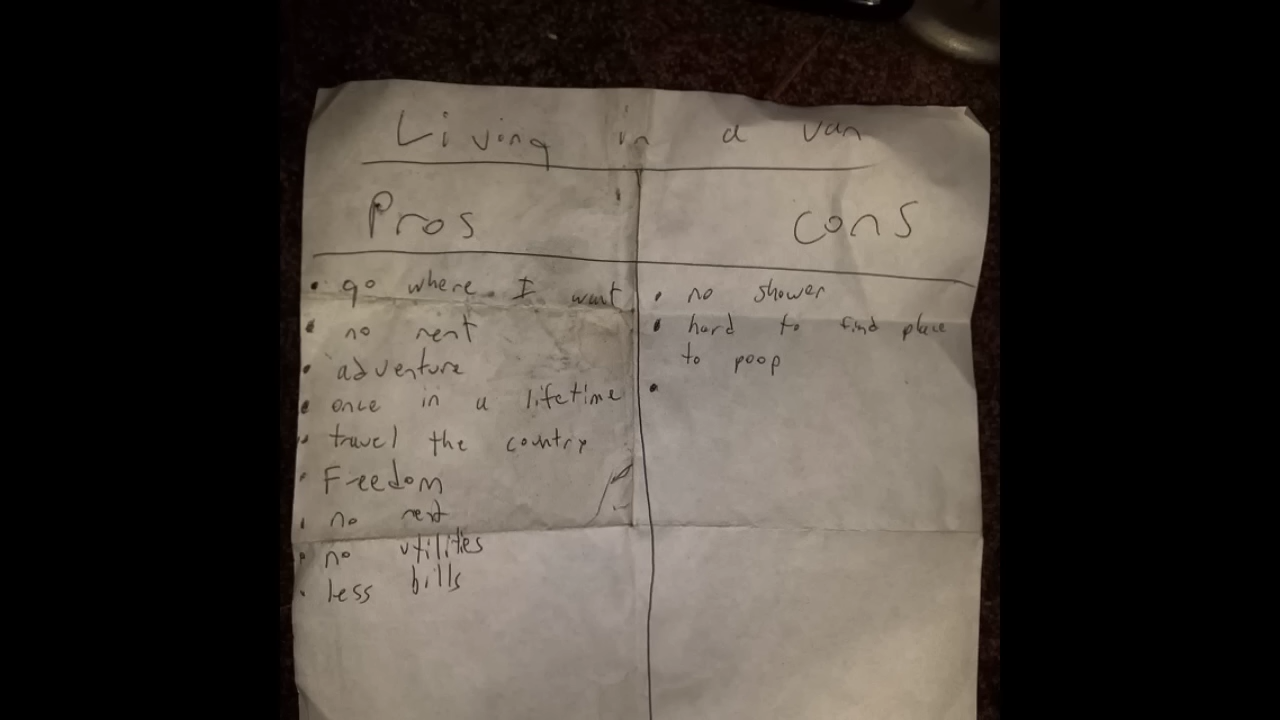 Living in a van
Pros
cons
• go where I want
• no rent
• adventure
• once in a lifetime
• travel the country
• Freedom
• no rent
• no utilities
• less bills
• no shower
• hard to find place
to poop
•